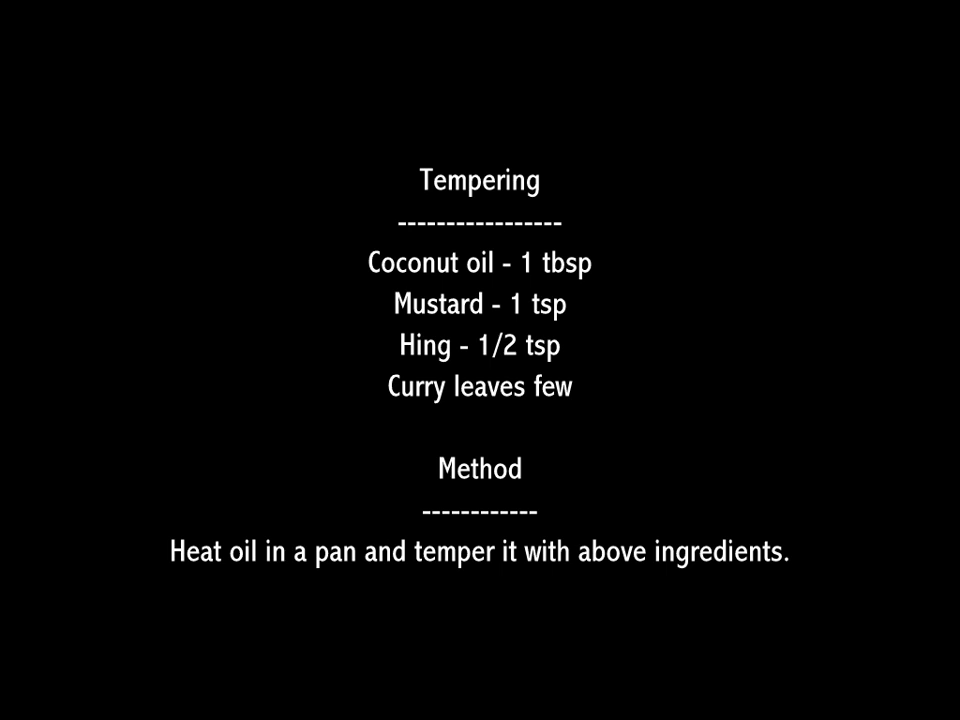 Tempering
-----------------
Coconut oil - 1 tbsp
Mustard - 1 tsp
Hing - 1/2 tsp
Curry leaves few
Method
------------
Heat oil in a pan and temper it with above ingredients.